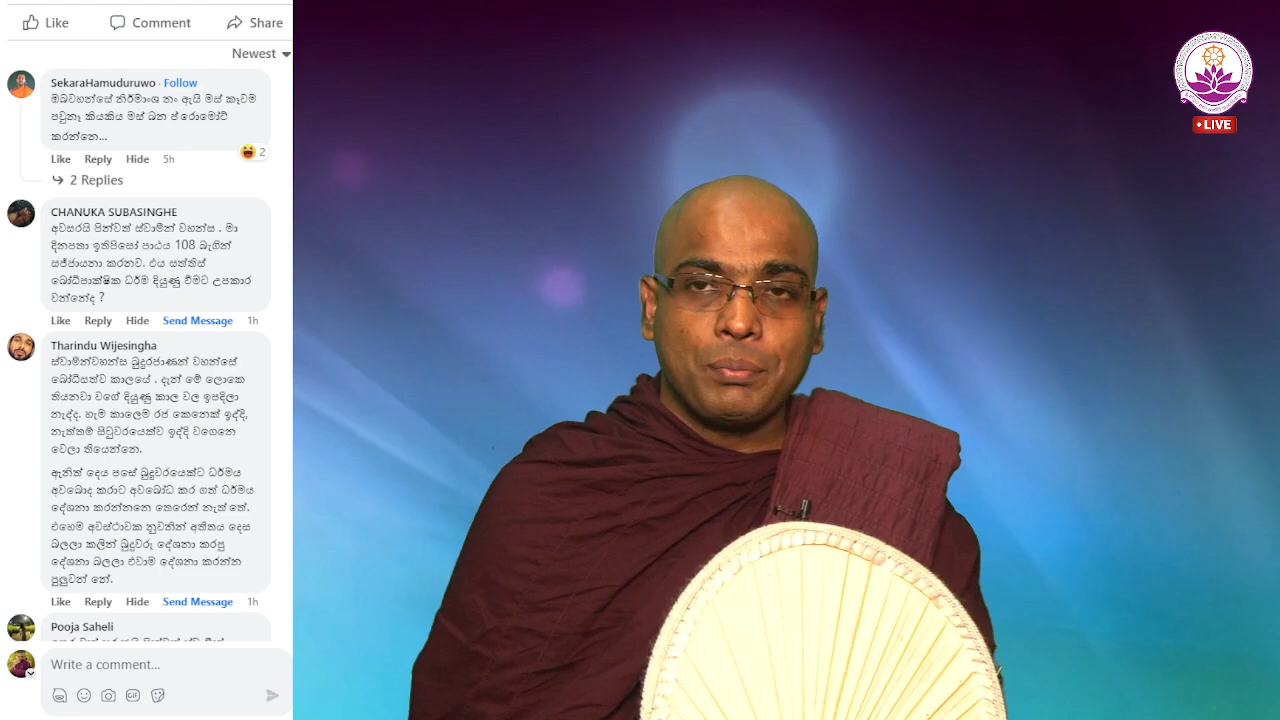 Like Comment Share
Newest
SekaraHamuduruwo · Follow
ඔබවහන්සේ නිර්මාංශ නං ඇයි මස් කෑවම
පවුනෑ කියකිය මස් ඛන ප්‍රොමෝට්
කරන්නෙ...
2
Like Reply Hide 5h
2 Replies
CHANUKA SUBASINGHE
අවසරයි පින්වත් ස්වාමින් වහන්ස . මා
දිනපතා ඉතිපිසෝ පාඨය 108 බැගින්
සජ්ජායනා කරනව. එය සත්තිස්
බෝධිපාක්ෂික ධර්ම දියුණු වීමට උපකාර
වන්නේද ?
Like Reply Hide Send Message 1h
Tharindu Wijesingha
ස්වාමින්වහන්ස බුදුරජාණන් වහන්සේ
බෝධිසත්ව කාලයේ . දැන් මේ ලොකෙ
තියනවා වගේ දියුණු කාල වල ඉපදිලා
නැද්ද. හැම කාලෙම රජ කෙනෙක් ඉද්දි,
නැත්තම් සිටුවරයෙක්ව ඉද්දි වගෙනෙ
වෙලා තියෙන්නෙ.
ඇනිත් දෙය පසේ බුදුවරයෙක්ට ධර්මය
අවබොද කරාට අවබෝධ කර ගත් ධර්මය
දේශනා කරන්නනෙ තෙරෙන් නැත්තේ.
එහෙම අවස්ථාවක නුවනින් අතීතය දෙස
බලලා කලින් බුදුවරු දේශනා කරපු
දේශනා බලලා එවාම දේශනා කරන්න
පුලුවන් නේ.
Like Reply Hide Send Message 1h
Pooja Saheli
Write a comment...
GIF
LIVE